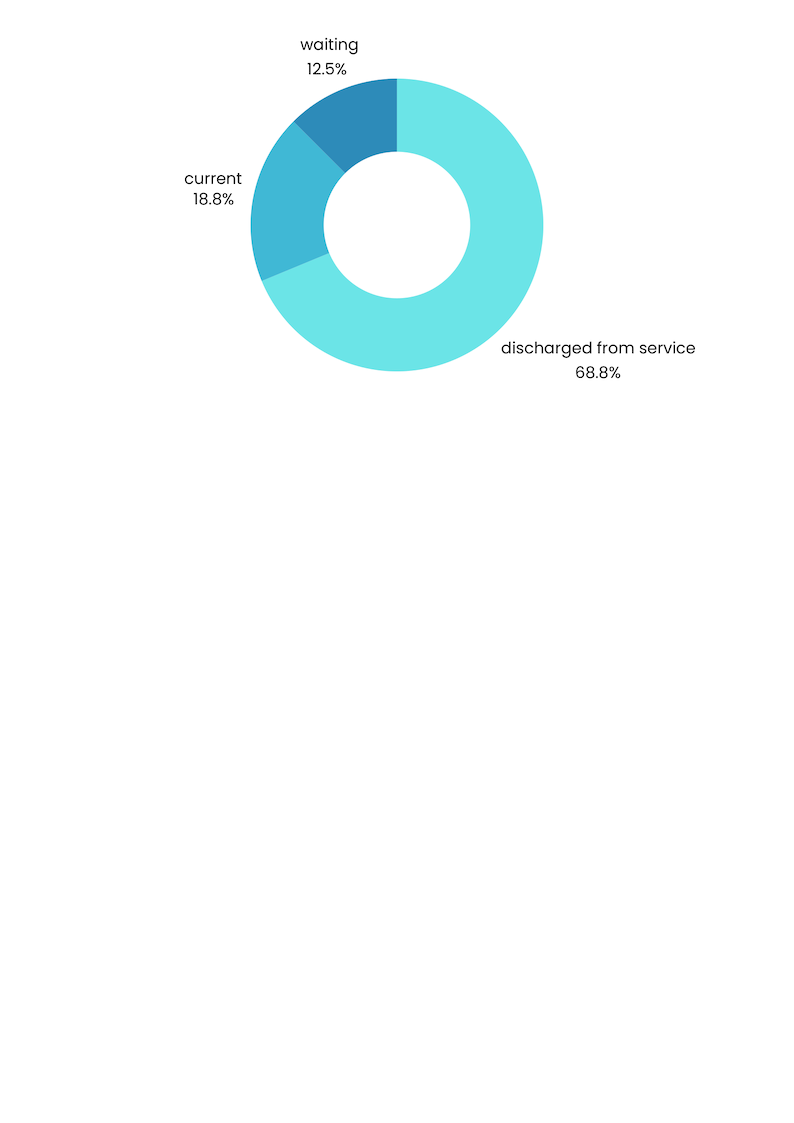 waiting
12.5%
current
18.8%
discharged from service
68.8%